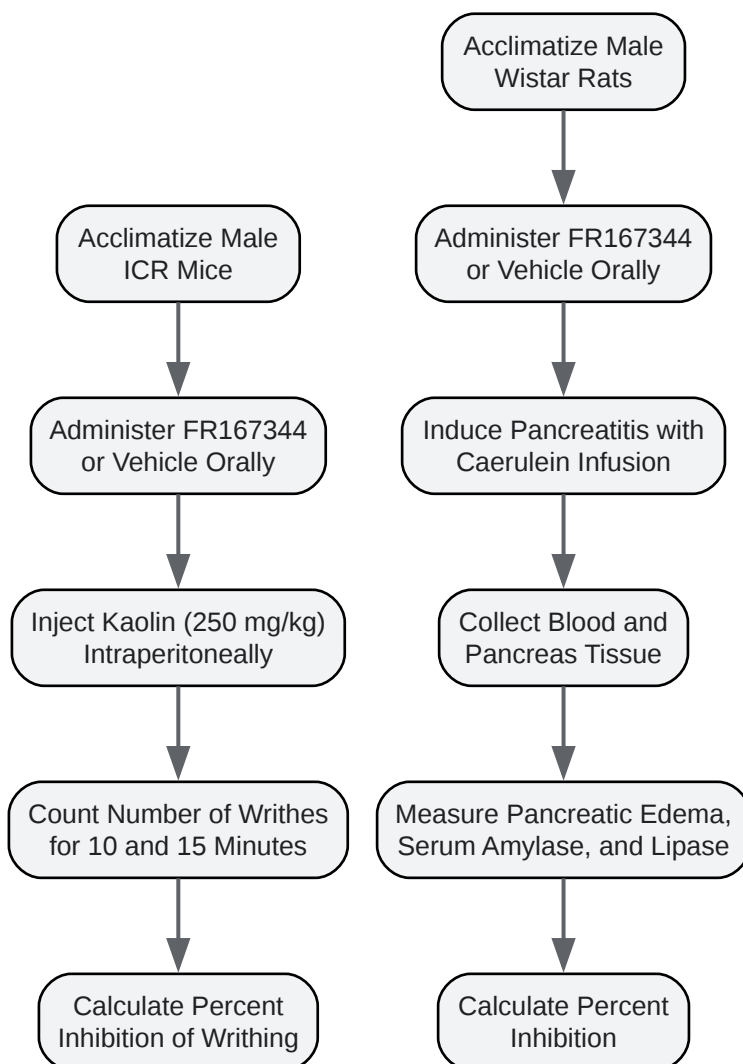 Acclimatize Male
ICR Mice
Administer FR167344
or Vehicle Orally
Inject Kaolin (250 mg/kg)
Intraperitoneally
Count Number of Writhes
for 10 and 15 Minutes
Calculate Percent
Inhibition of Writhing
Acclimatize Male
Wistar Rats
Administer FR167344
or Vehicle Orally
Induce Pancreatitis with
Caerulein Infusion
Collect Blood and
Pancreas Tissue
Measure Pancreatic Edema,
Serum Amylase, and Lipase
Calculate Percent
Inhibition